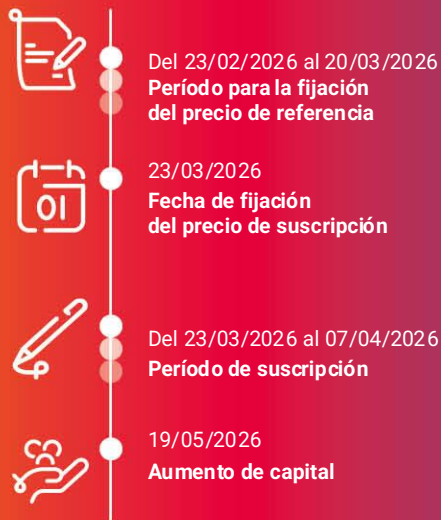 Del 23/02/2026 al 20/03/2026
Período para la fijación
del precio de referencia
01
23/03/2026
Fecha de fijación
del precio de suscripción
Del 23/03/2026 al 07/04/2026
Período de suscripción
19/05/2026
Aumento de capital